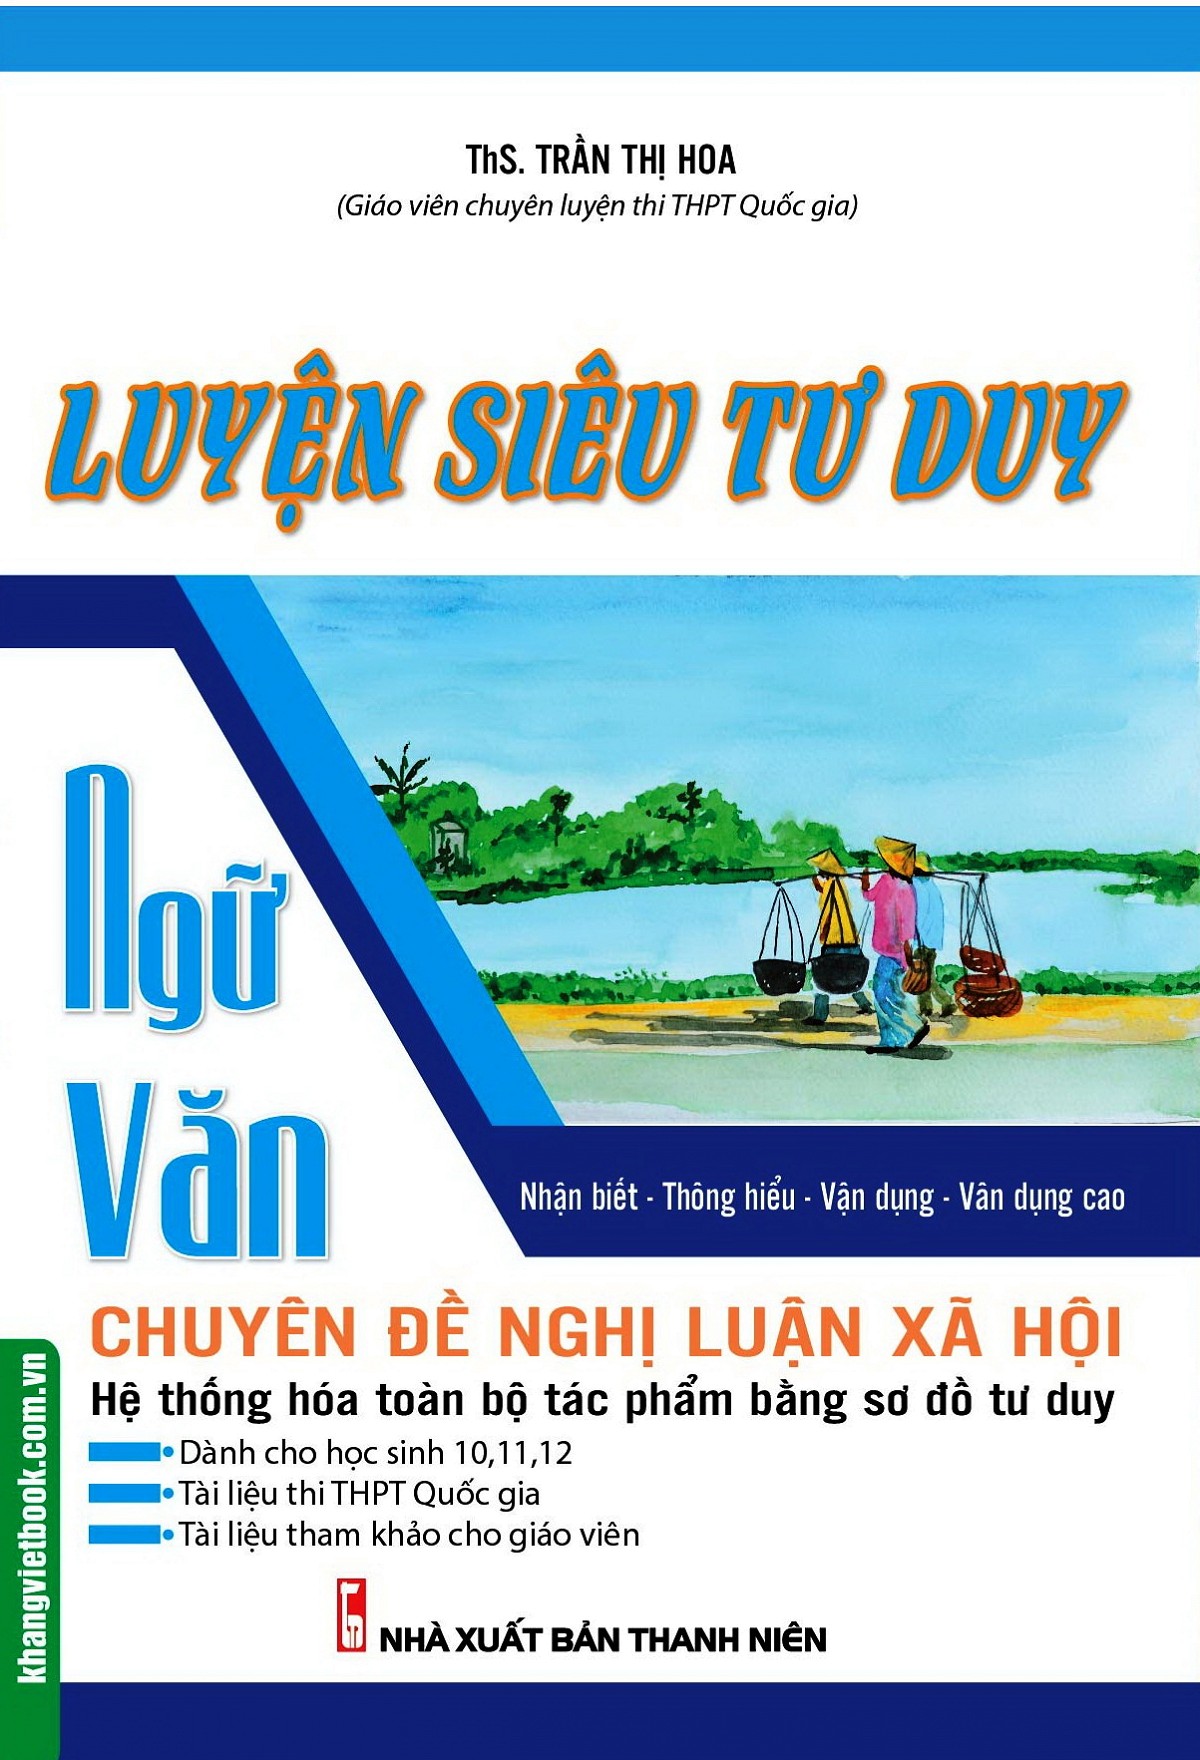 ThS. TRẦN THỊ HOA
(Giáo viên chuyên luyện thi THPT Quốc gia)
LUYỆN SIÊU TƯ DUY
NGỮ
VĂN
Nhận biết - Thông hiểu - Vận dụng - Vân dụng cao
CHUYÊN ĐỀ NGHỊ LUẬN XÃ HỘI
Hệ thống hóa toàn bộ tác phẩm bằng sơ đồ tư duy
• Dành cho học sinh 10,11,12
• Tài liệu thi THPT Quốc gia
• Tài liệu tham khảo cho giáo viên
khangvietbook.com.vn
NHÀ XUẤT BẢN THANH NIÊN